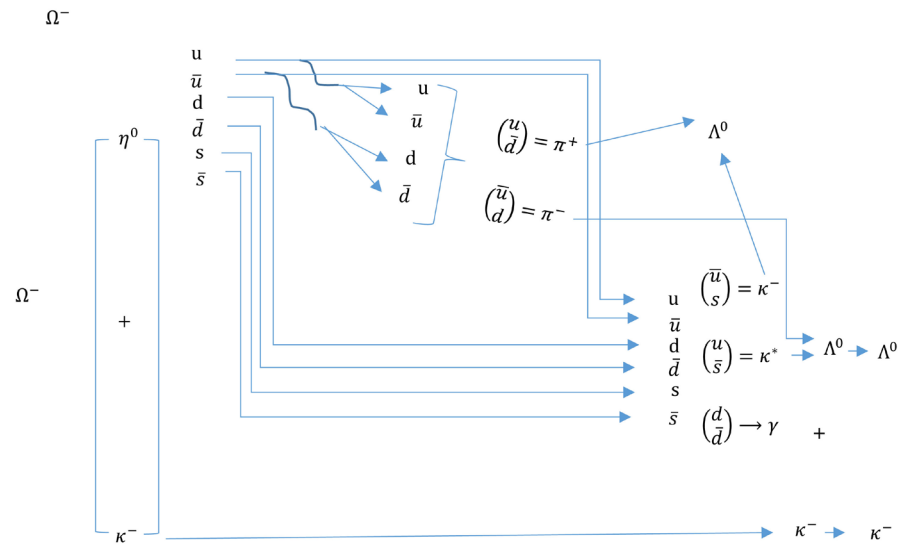 Ω⁻
u
ū
d
d̄
s
s̄
η⁰
u
ū
d
d̄
(u d̄) = π⁺
(ū d) = π⁻
Λ⁰
Ω⁻
+
u
ū
d
d̄
s
s̄
(ū s) = κ⁻
(u s̄) = κ*
(d d̄) → γ
Λ⁰ → Λ⁰
+
κ⁻
κ⁻ → κ⁻